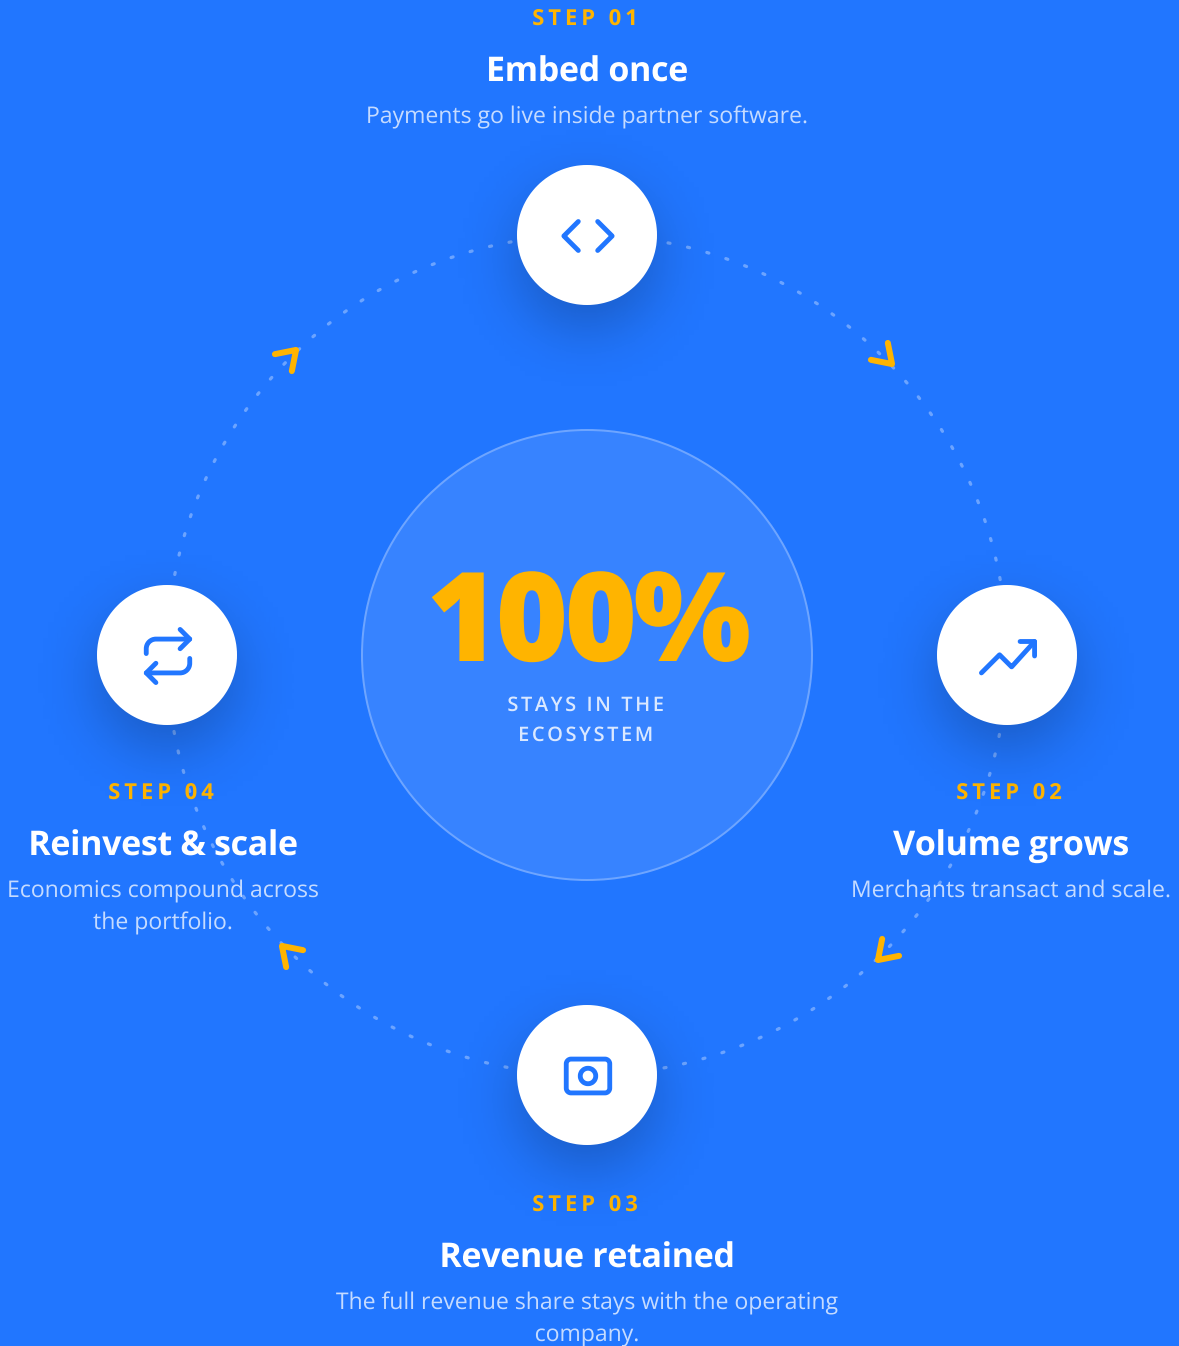 STEP 01
Embed once
Payments go live inside partner software.
100%
STAYS IN THE
ECOSYSTEM
STEP 02
Volume grows
Merchants transact and scale.
STEP 03
Revenue retained
The full revenue share stays with the operating
company.
STEP 04
Reinvest & scale
Economics compound across
the portfolio.